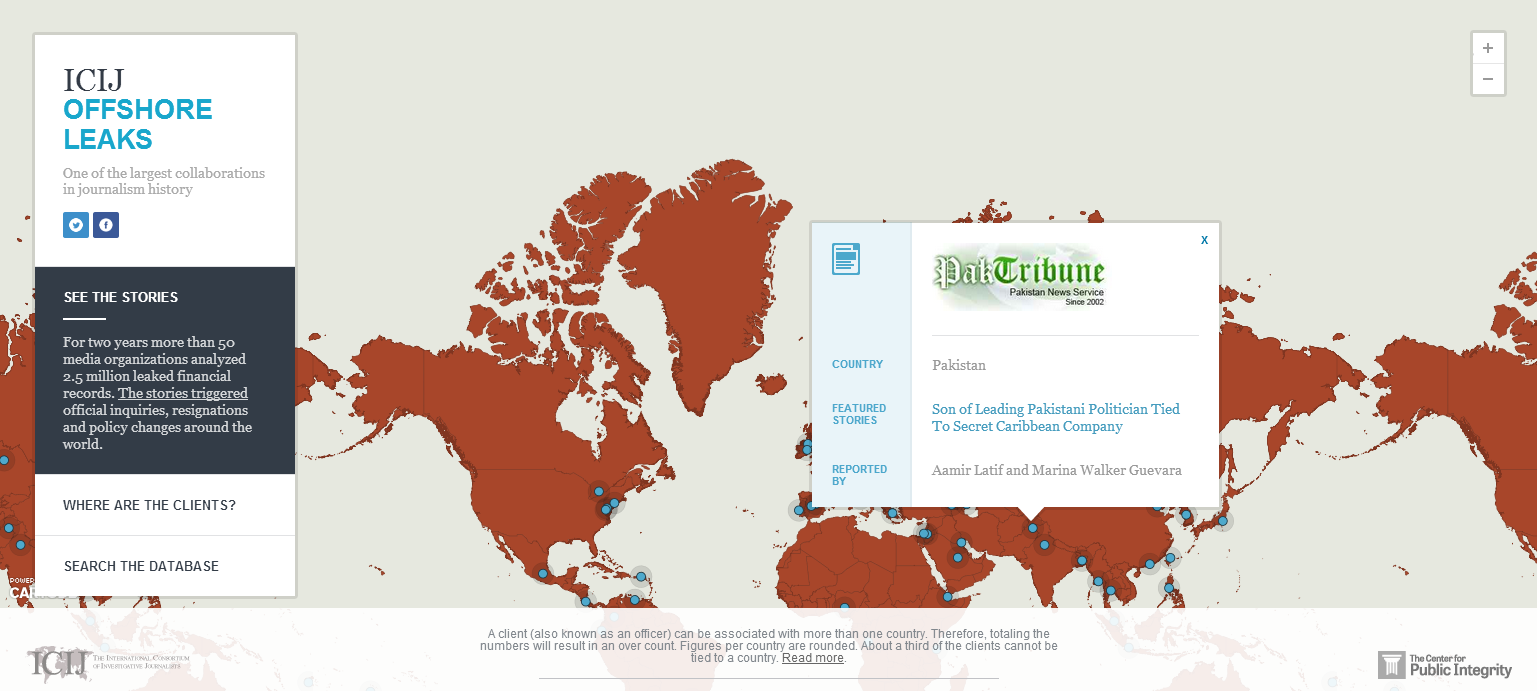 ICIJ
OFFSHORE
LEAKS
One of the largest collaborations
in journalism history
SEE THE STORIES
For two years more than 50
media organizations analyzed
2.5 million leaked financial
records. The stories triggered
official inquiries, resignations
and policy changes around the
world.
WHERE ARE THE CLIENTS?
SEARCH THE DATABASE
+
−
X
PakTribune
Pakistan News Service
Since 2002
COUNTRY
Pakistan
FEATURED
STORIES
Son of Leading Pakistani Politician Tied
To Secret Caribbean Company
REPORTED
BY
Aamir Latif and Marina Walker Guevara
A client (also known as an officer) can be associated with more than one country. Therefore, totaling the
numbers will result in an over count. Figures per country are rounded. About a third of the clients cannot be
tied to a country. Read more.
ICIJ
The International Consortium
of Investigative Journalists
The Center for
Public Integrity